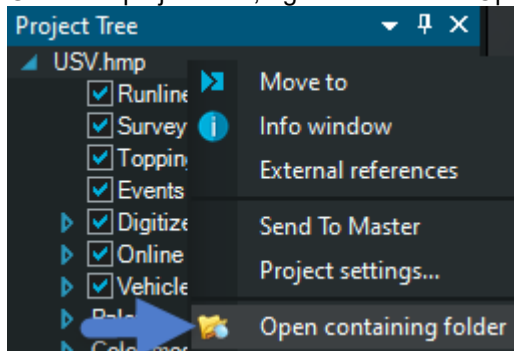 Project Tree
USV.hmp
Runline
Move to
Survey
Info window
Topping
External references
Events
Digitize
Send To Master
Online
Project settings...
Vehicle
Open containing folder